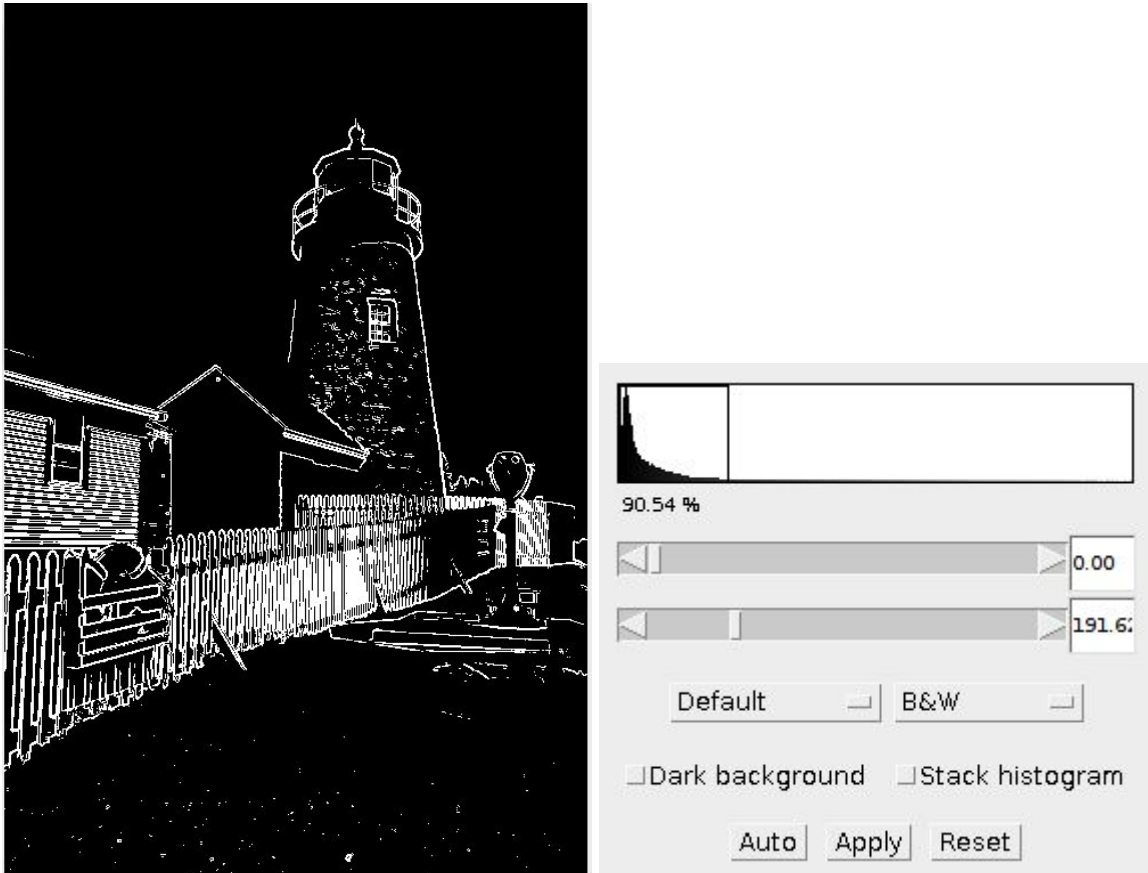 90.54 %
0.00
191.62
Default B&W
Dark background Stack histogram
Auto Apply Reset